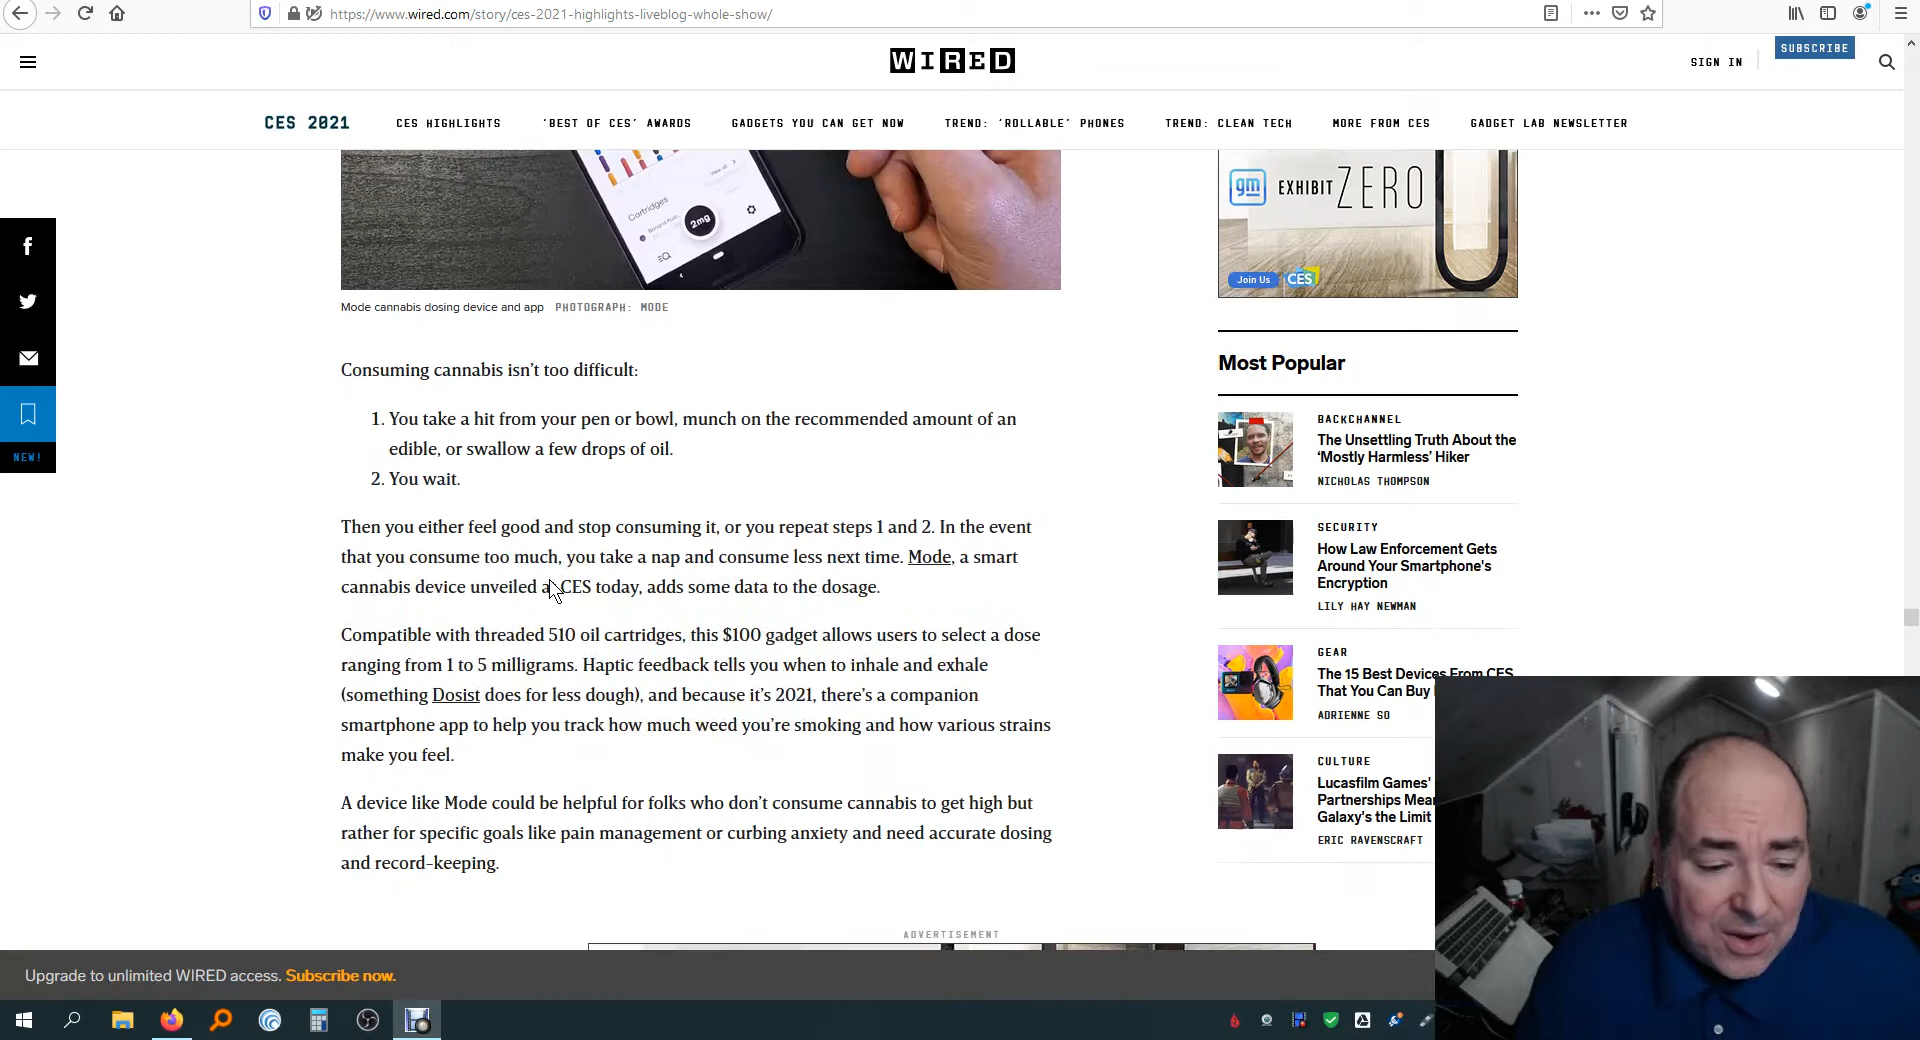 https://www.wired.com/story/ces-2021-highlights-liveblog-whole-show/
WIRED
SIGN IN
SUBSCRIBE
CES 2021
CES HIGHLIGHTS
'BEST OF CES' AWARDS
GADGETS YOU CAN GET NOW
TREND: 'ROLLABLE' PHONES
TREND: CLEAN TECH
MORE FROM CES
GADGET LAB NEWSLETTER
Cartridges
View all
2mg
gm EXHIBIT ZERO
Join Us CES
Mode cannabis dosing device and app PHOTOGRAPH: MODE
NEW!
Consuming cannabis isn’t too difficult:
1. You take a hit from your pen or bowl, munch on the recommended amount of an
edible, or swallow a few drops of oil.
2. You wait.
Then you either feel good and stop consuming it, or you repeat steps 1 and 2. In the event
that you consume too much, you take a nap and consume less next time. Mode, a smart
cannabis device unveiled a CES today, adds some data to the dosage.
Compatible with threaded 510 oil cartridges, this $100 gadget allows users to select a dose
ranging from 1 to 5 milligrams. Haptic feedback tells you when to inhale and exhale
(something Dosist does for less dough), and because it’s 2021, there’s a companion
smartphone app to help you track how much weed you’re smoking and how various strains
make you feel.
A device like Mode could be helpful for folks who don’t consume cannabis to get high but
rather for specific goals like pain management or curbing anxiety and need accurate dosing
and record-keeping.
Most Popular
BACKCHANNEL
The Unsettling Truth About the
‘Mostly Harmless’ Hiker
NICHOLAS THOMPSON
SECURITY
How Law Enforcement Gets
Around Your Smartphone's
Encryption
LILY HAY NEWMAN
GEAR
The 15 Best Devices From CES
That You Can Buy
ADRIENNE SO
CULTURE
Lucasfilm Games'
Partnerships Mea
Galaxy's the Limit
ERIC RAVENSCRAFT
ADVERTISEMENT
Upgrade to unlimited WIRED access. Subscribe now.